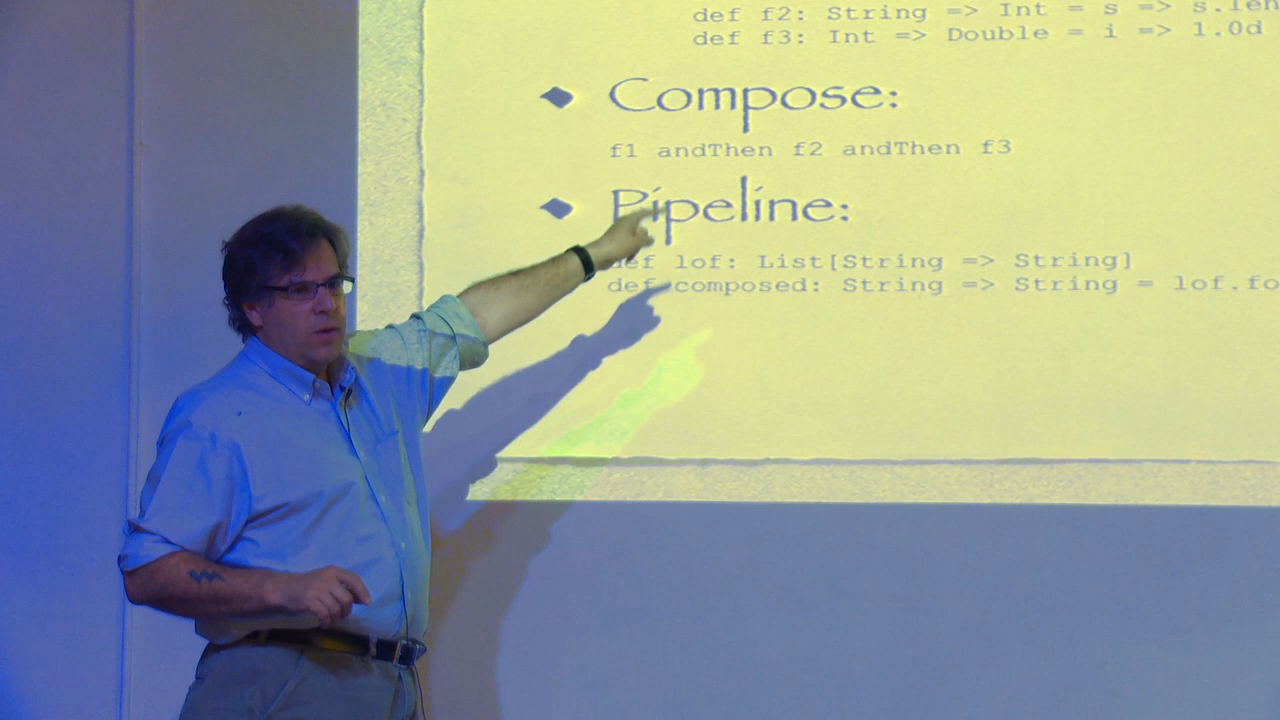 def f2: String => Int = s => s.len
def f3: Int => Double = i => 1.0d
Compose:
f1 andThen f2 andThen f3
Pipeline:
def lof: List[String => String]
def composed: String => String = lof.fo